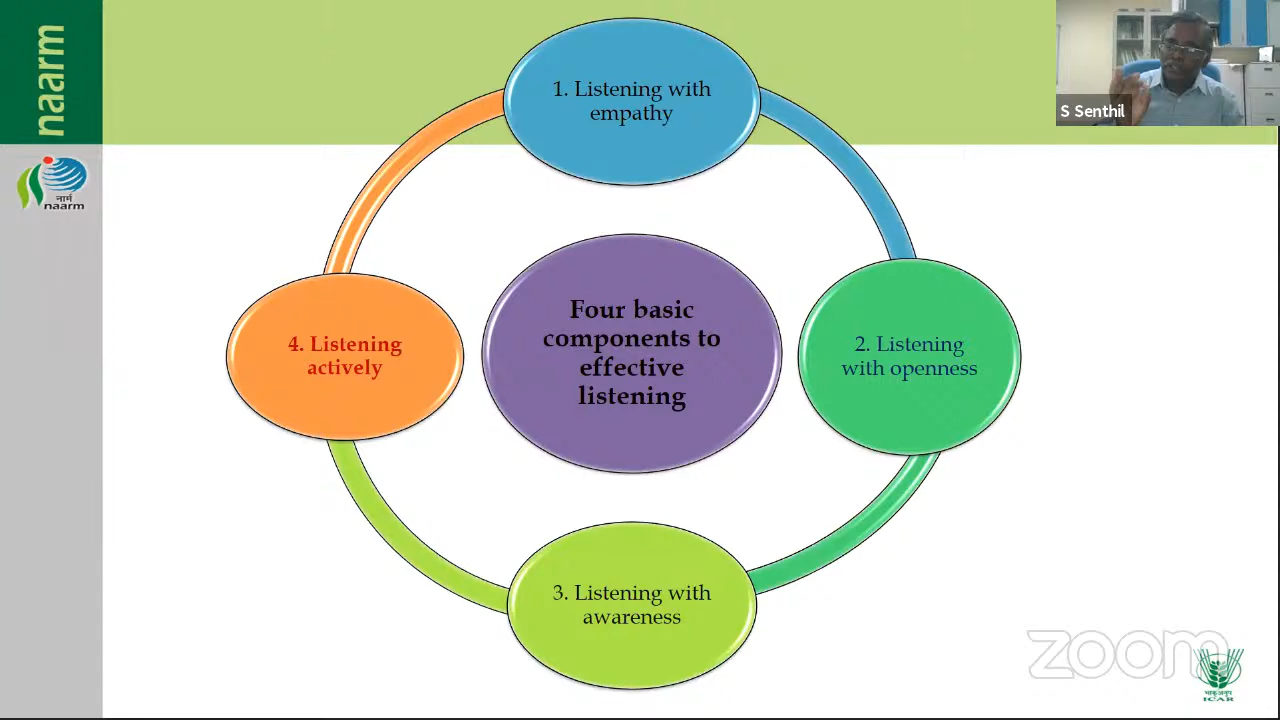 naarm
नार्म
naarm
S Senthil
1. Listening with
empathy
Four basic
components to
effective
listening
4. Listening
actively
2. Listening
with openness
3. Listening with
awareness
zoom
भाकृअनुप
ICAR